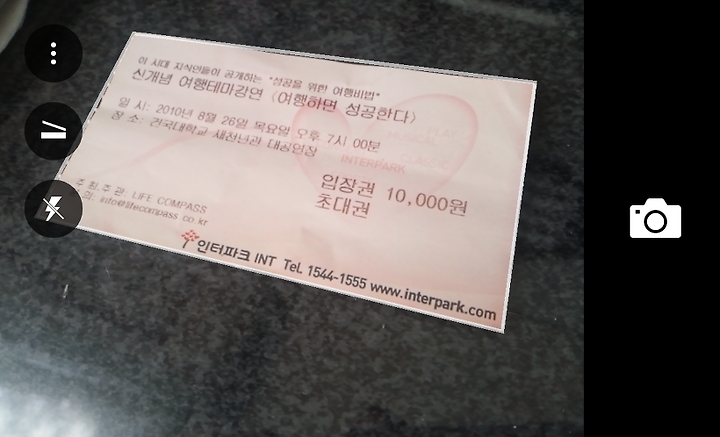 이 시대 지식인들이 공개하는 "성공을 위한 여행비법"
신개념 여행테마강연 〈여행하면 성공한다〉
일 시: 2010년 8월 26일 목요일 오후 7시 00분
장 소: 건국대학교 새천년관 대공연장
INTERPARK
입장권 10,000원
초대권
주최.주관: LIFE COMPASS
info@lifecompass.co.kr
인터파크 INT Tel. 1544-1555 www.interpark.com